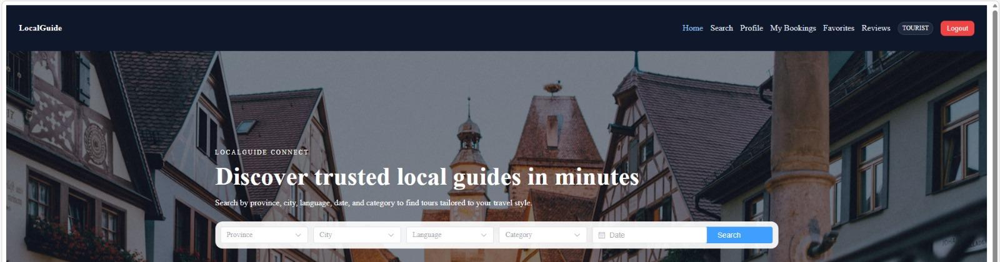 LocalGuide
Home Search Profile My Bookings Favorites Reviews TOURIST Logout
17.
LOCALGUIDE CONNECT
Discover trusted local guides in minutes
Search by province, city, language, date, and category to find tours tailored to your travel style.
Province City Language Category Date Search